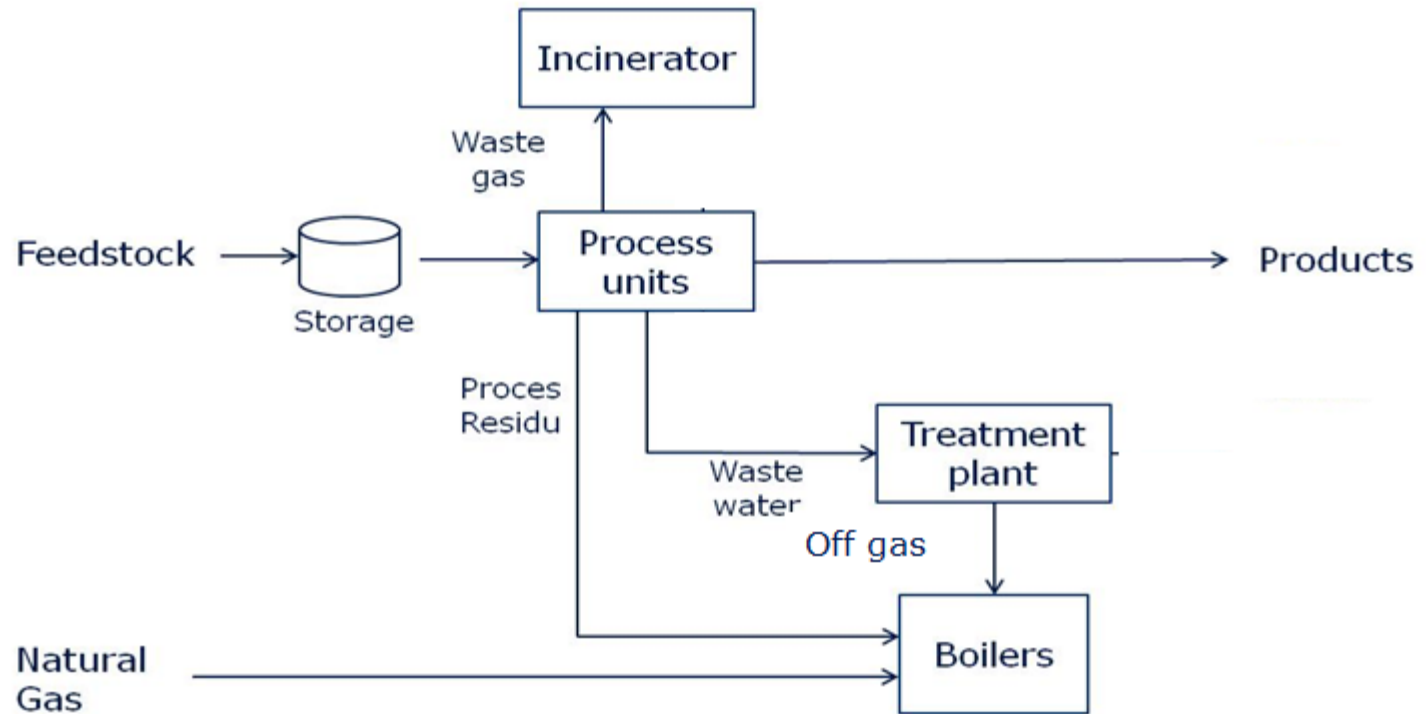 Incinerator
Waste
gas
Feedstock
Storage
Process
units
Products
Proces
Residu
Waste
water
Treatment
plant
Off gas
Boilers
Natural
Gas